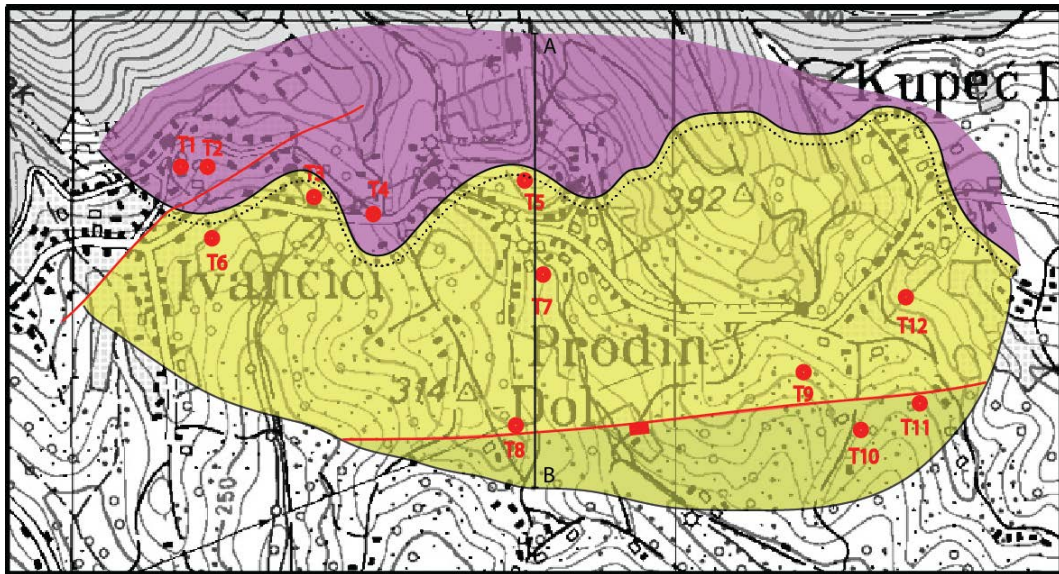 400
A
Kupeć D
T1
T2
T3
T4
T5
392
T6
Ivančići
T7
T12
Prodin
314
Dol
T9
T8
T10
T11
B
250